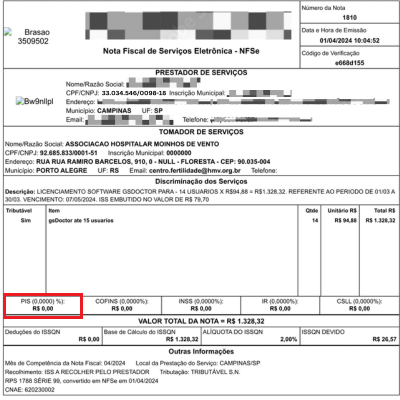 Brasao
3509502
Nota Fiscal de Serviços Eletrônica - NFSe
Número da Nota
1810
Data e Hora de Emissão
01/04/2024 10:04:52
Código de Verificação
e668d155
PRESTADOR DE SERVIÇOS
Bw9nllpl
Nome/Razão Social:
CPF/CNPJ: 33.034.546/0098-18 Inscrição Municipal:
Endereço:
Município: CAMPINAS UF: SP
Email: Telefone:
TOMADOR DE SERVIÇOS
Nome/Razão Social: ASSOCIACAO HOSPITALAR MOINHOS DE VENTO
CPF/CNPJ: 92.685.833/0001-51 Inscrição Municipal: 0000000
Endereço: RUA RUA RAMIRO BARCELOS, 910, 0 - NULL - FLORESTA - CEP: 90.035-004
Município: PORTO ALEGRE UF: RS Email: centro.fertilidade@hmv.org.br Telefone:
Discriminação dos Serviços
Descrição: LICENCIAMENTO SOFTWARE GSDOCTOR PARA - 14 USUARIOS X R$94,88 = R$1.328,32. REFERENTE AO PERIODO DE 01/03 A
30/03. VENCIMENTO: 07/05/2024. ISS EMBUTIDO NO VALOR DE R$ 79,70
Tributável Item Qtde Unitário R$ Total R$
Sim gsDoctor ate 15 usuarios 14 R$ 94,88 R$ 1.328,32
PIS (0,0000) %): COFINS (0,0000%): INSS (0,0000%): IR (0,0000%): CSLL (0,0000%):
R$ 0,00 R$ 0,00 R$ 0,00 R$ 0,00 R$ 0,00
VALOR TOTAL DA NOTA = R$ 1.328,32
Deduções do ISSQN Base de Cálculo do ISSQN ALÍQUOTA DO ISSQN ISSQN DEVIDO
R$ 0,00 R$ 1.328,32 2,00% R$ 26,57
Outras Informações
Mês de Competência da Nota Fiscal: 04/2024 Local da Prestação do Serviço: CAMPINAS/SP
Recolhimento: ISS A RECOLHER PELO PRESTADOR Tributação: TRIBUTÁVEL S.N.
RPS 1788 SÉRIE 99, convertido em NFSe em 01/04/2024
CNAE: 620230002